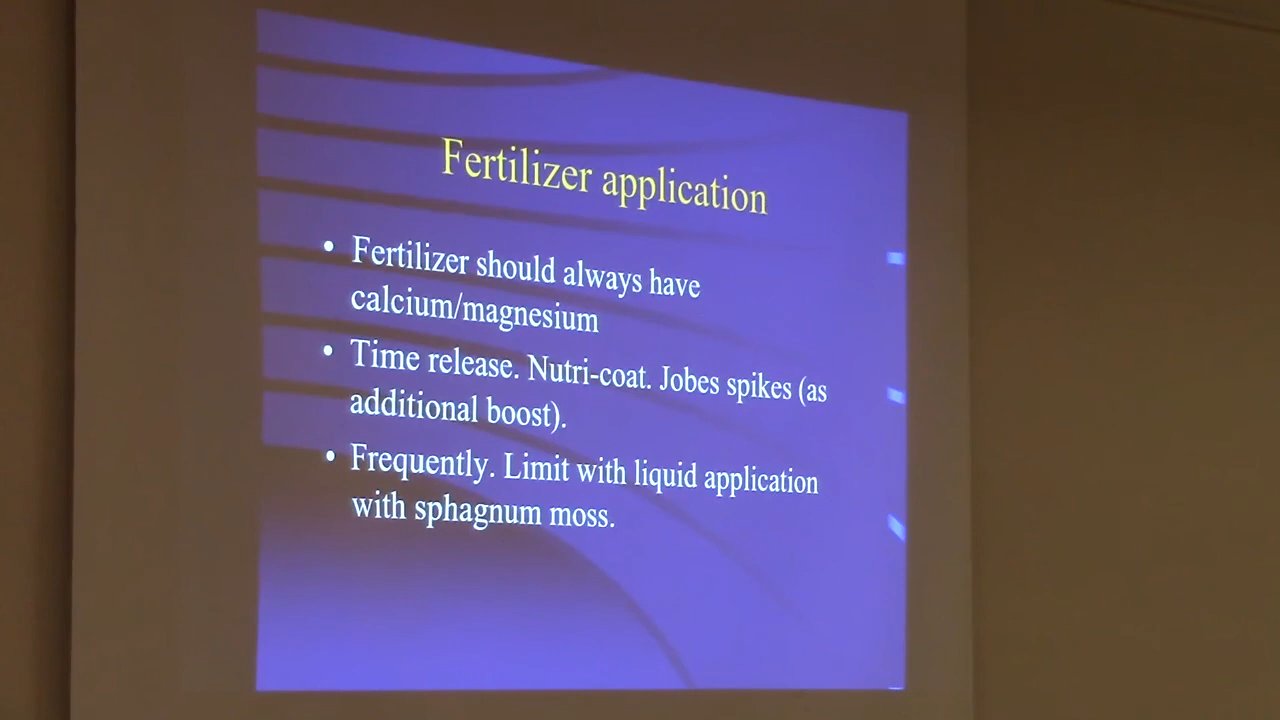 Fertilizer application
• Fertilizer should always have
calcium/magnesium
• Time release. Nutri-coat. Jobes spikes (as
additional boost).
• Frequently. Limit with liquid application
with sphagnum moss.